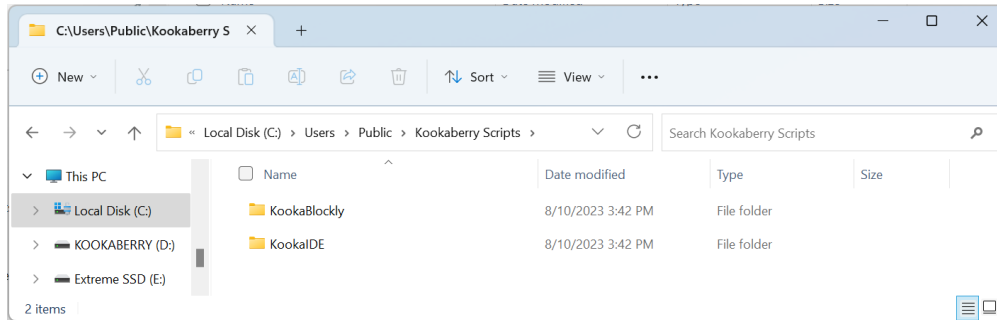 C:\Users\Public\Kookaberry S
New
Sort
View
« Local Disk (C:) > Users > Public > Kookaberry Scripts >
Search Kookaberry Scripts
This PC
Name Date modified Type Size
Local Disk (C:)
KookaBlockly 8/10/2023 3:42 PM File folder
KOOKABERRY (D:)
KookaIDE 8/10/2023 3:42 PM File folder
Extreme SSD (E:)
2 items